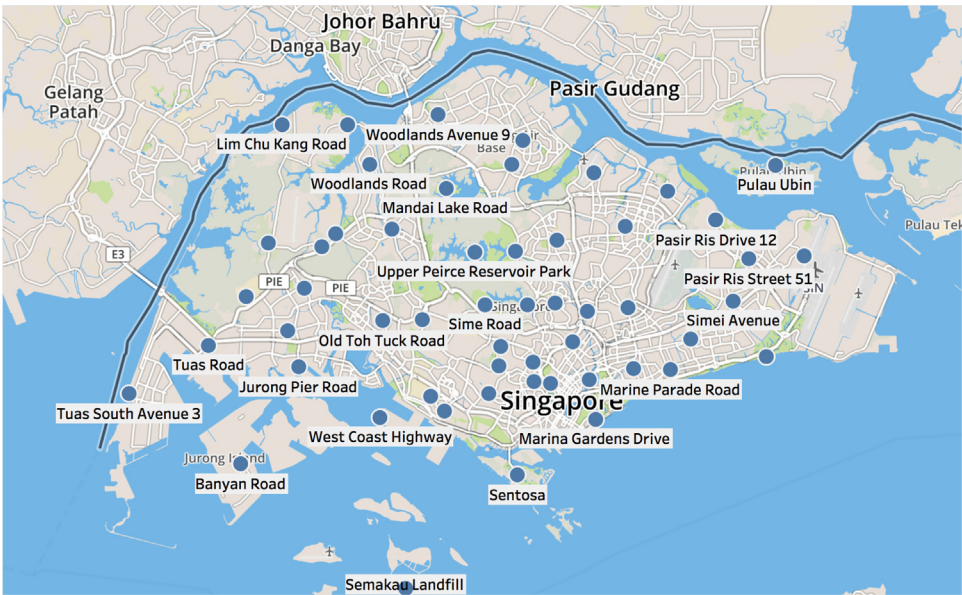 Johor Bahru
Danga Bay
Gelang
Patah
Pasir Gudang
Lim Chu Kang Road
Woodlands Avenue 9
Base
Woodlands Road
Pulau Ubin
Mandai Lake Road
Pulau Tek
Pasir Ris Drive 12
E3
Upper Peirce Reservoir Park
Pasir Ris Street 51
PIE
PIE
Sime Road
Simei Avenue
Old Toh Tuck Road
Tuas Road
Jurong Pier Road
Marine Parade Road
Singapore
Tuas South Avenue 3
West Coast Highway
Marina Gardens Drive
Jurong Island
Banyan Road
Sentosa
Semakau Landfill